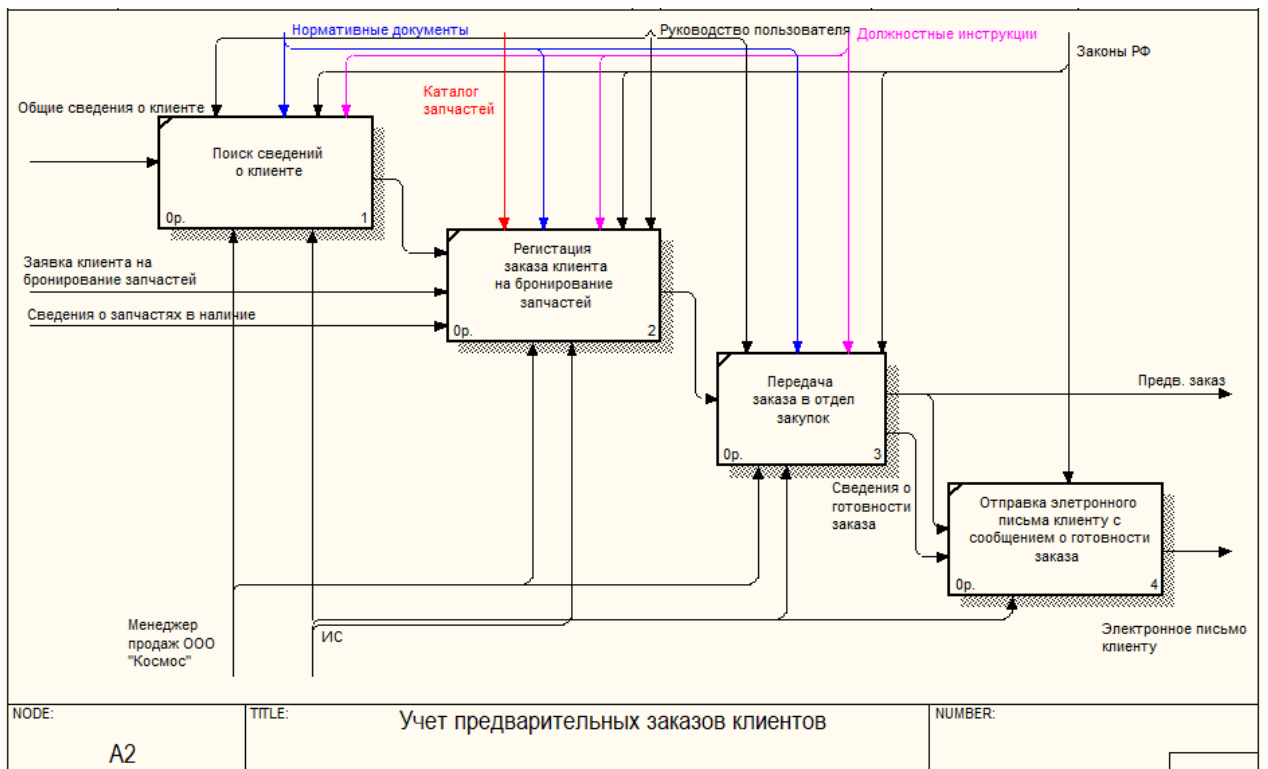 Нормативные документы
Руководство пользователя
Должностные инструкции
Законы РФ
Каталог
запчастей
Общие сведения о клиенте
Поиск сведений
о клиенте
0р.
1
Заявка клиента на
бронирование запчастей
Сведения о запчастях в наличие
Регистация
заказа клиента
на бронирование
запчастей
0р.
2
Передача
заказа в отдел
закупок
0р.
3
Предв. заказ
Сведения о
готовности
заказа
Отправка элетронного
письма клиенту с
сообщением о готовности
заказа
0р.
4
Менеджер
продаж ООО
"Космос"
ИС
Электронное письмо
клиенту
NODE:
A2
TITLE:
Учет предварительных заказов клиентов
NUMBER: